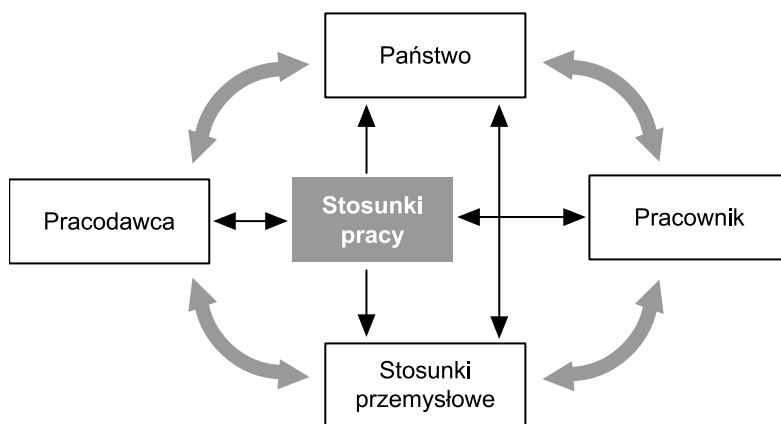 Państwo
Pracodawca
Stosunki
pracy
Pracownik
Stosunki
przemysłowe